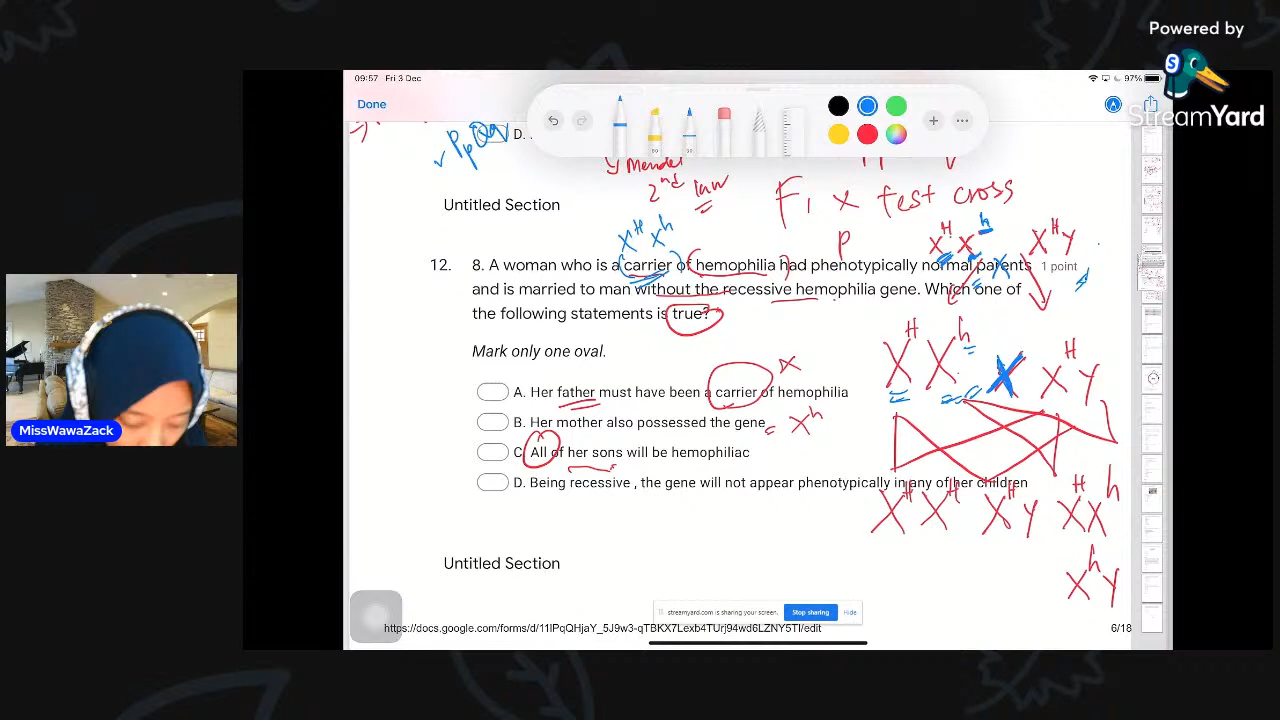 Powered by
StreamYard
09:57 Fri 3 Dec
97%
Done
PpQq
D.
Mendel
2nd law
F1 x test cross
Untitled Section
P
X^H X^h
X^H X^h x X^H Y
12. 8. A woman who is a carrier of hemophilia had phenotypically normal parents 1 point
and is married to man without the recessive hemophilia gene. Which one of
the following statements is true?
X^H X^h x X^H Y
Mark only one oval.
A. Her father must have been a carrier of hemophilia
B. Her mother also possessed the gene = X^h
C. All of her sons will be hemophiliac
D. Being recessive , the gene will not appear phenotypically in any of her children
X^H X^H X^H Y X^H X^h
X^h Y
Untitled Section
MissWawaZack
streamyard.com is sharing your screen. Stop sharing Hide
https://docs.google.com/forms/d/11lPqQHjaY_5J9w3-qTBKX7Lexb4TUrj94wd6LZNY5TI/edit 6/18